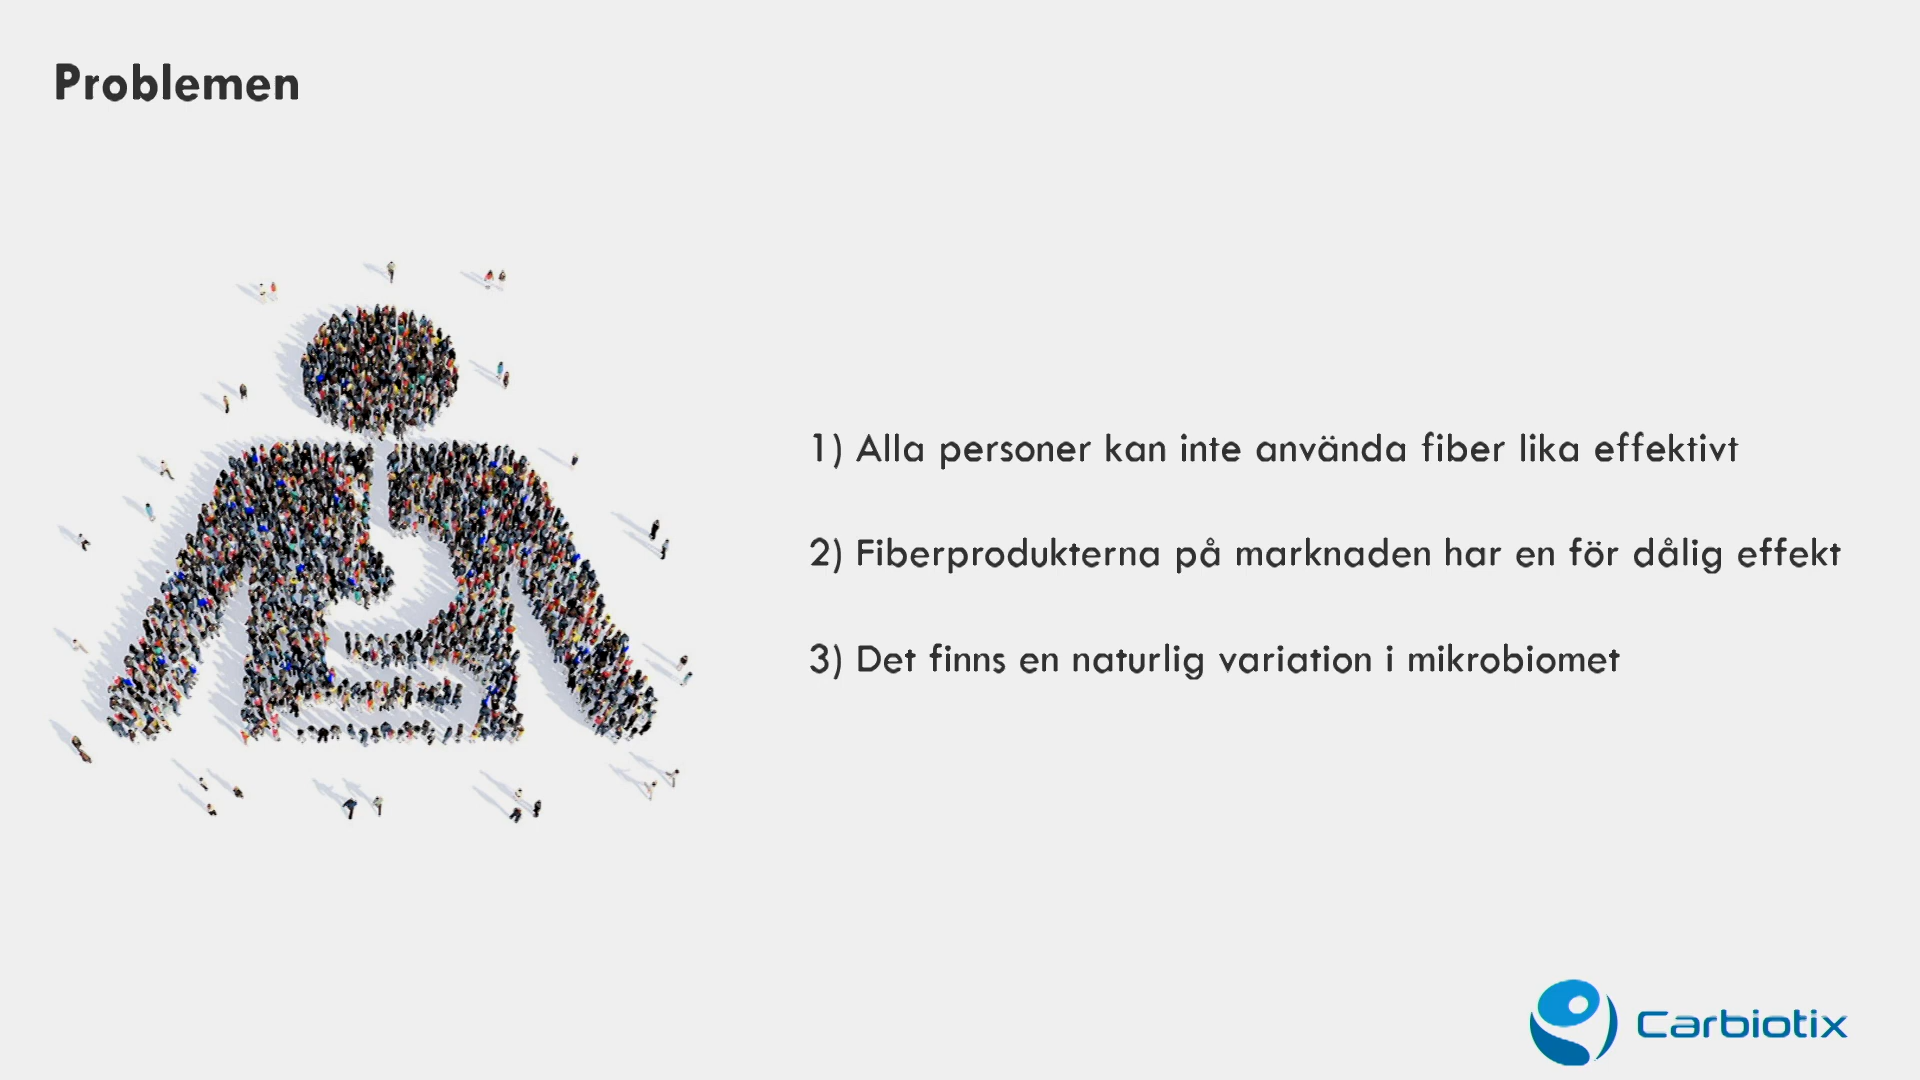 Problemen
1) Alla personer kan inte använda fiber lika effektivt
2) Fiberprodukterna på marknaden har en för dålig effekt
3) Det finns en naturlig variation i mikrobiomet
Carbiotix